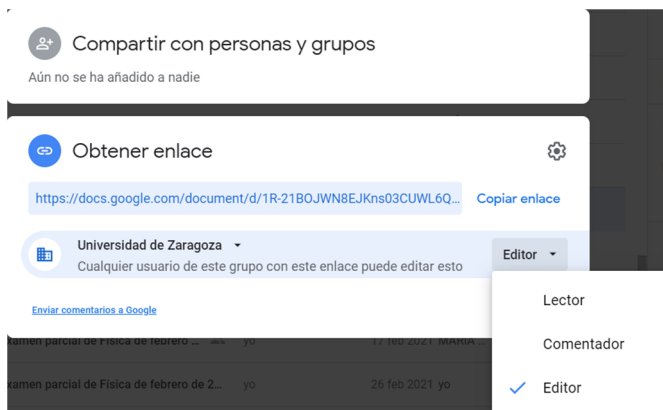 Compartir con personas y grupos
Aún no se ha añadido a nadie
Obtener enlace
https://docs.google.com/document/d/1R-21BOJWN8EJKns03CUWL6Q...
Copiar enlace
Universidad de Zaragoza
Editor
Cualquier usuario de este grupo con este enlace puede editar esto
Lector
Enviar comentarios a Google
Comentador
xamen parcial de Física de febrero ... yo 17 feb 2021 MARIA
xamen parcial de Física de febrero de 2... yo 26 feb 2021 yo
Editor